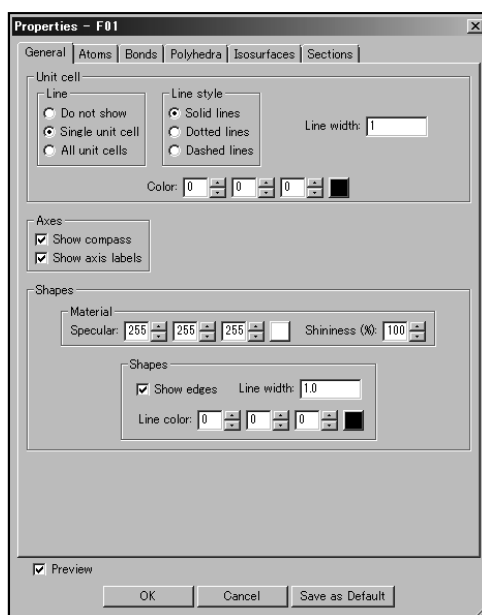 Properties - F01
General Atoms Bonds Polyhedra Isosurfaces Sections
Unit cell
Line
Do not show
Single unit cell
All unit cells
Line style
Solid lines
Dotted lines
Dashed lines
Line width: 1
Color: 0 0 0
Axes
Show compass
Show axis labels
Shapes
Material
Specular: 255 255 255 Shininess (%): 100
Shapes
Show edges Line width: 1.0
Line color: 0 0 0
Preview
OK Cancel Save as Default